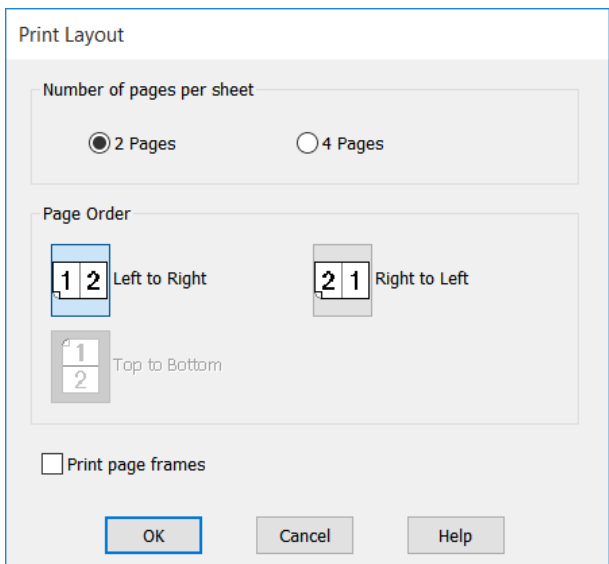 Print Layout
Number of pages per sheet
2 Pages 4 Pages
Page Order
1 2 Left to Right 2 1 Right to Left
1
2
Top to Bottom
Print page frames
OK Cancel Help